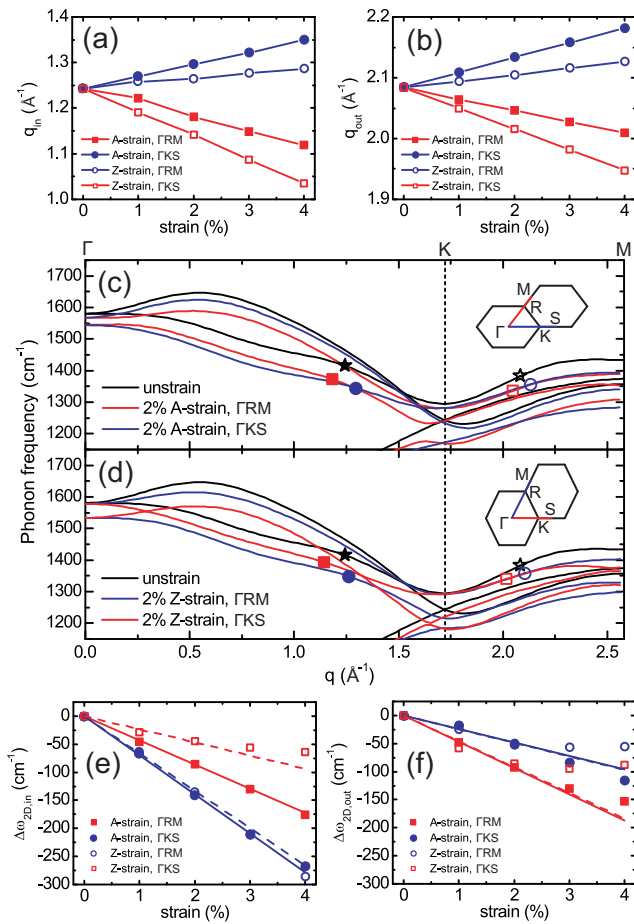 (a)
q_in (Å⁻¹)
1.4
1.3
1.2
1.1
1.0
A-strain, ΓRM
A-strain, ΓKS
Z-strain, ΓRM
Z-strain, ΓKS
0 1 2 3 4
strain (%)
(b)
q_out (Å⁻¹)
2.2
2.1
2.0
1.9
A-strain, ΓRM
A-strain, ΓKS
Z-strain, ΓRM
Z-strain, ΓKS
0 1 2 3 4
strain (%)
Γ K M
Phonon frequency (cm⁻¹)
(c)
1700
1600
1500
1400
1300
1200
unstrain
2% A-strain, ΓRM
2% A-strain, ΓKS
M
R
S
Γ
K
(d)
1700
1600
1500
1400
1300
1200
unstrain
2% Z-strain, ΓRM
2% Z-strain, ΓKS
M
R
S
Γ
K
0.0 0.5 1.0 1.5 2.0 2.5
q (Å⁻¹)
(e)
Δω_2D,in (cm⁻¹)
0
-50
-100
-150
-200
-250
-300
A-strain, ΓRM
A-strain, ΓKS
Z-strain, ΓRM
Z-strain, ΓKS
0 1 2 3 4
strain (%)
(f)
Δω_2D,out (cm⁻¹)
0
-50
-100
-150
-200
-250
-300
A-strain, ΓRM
A-strain, ΓKS
Z-strain, ΓRM
Z-strain, ΓKS
0 1 2 3 4
strain (%)